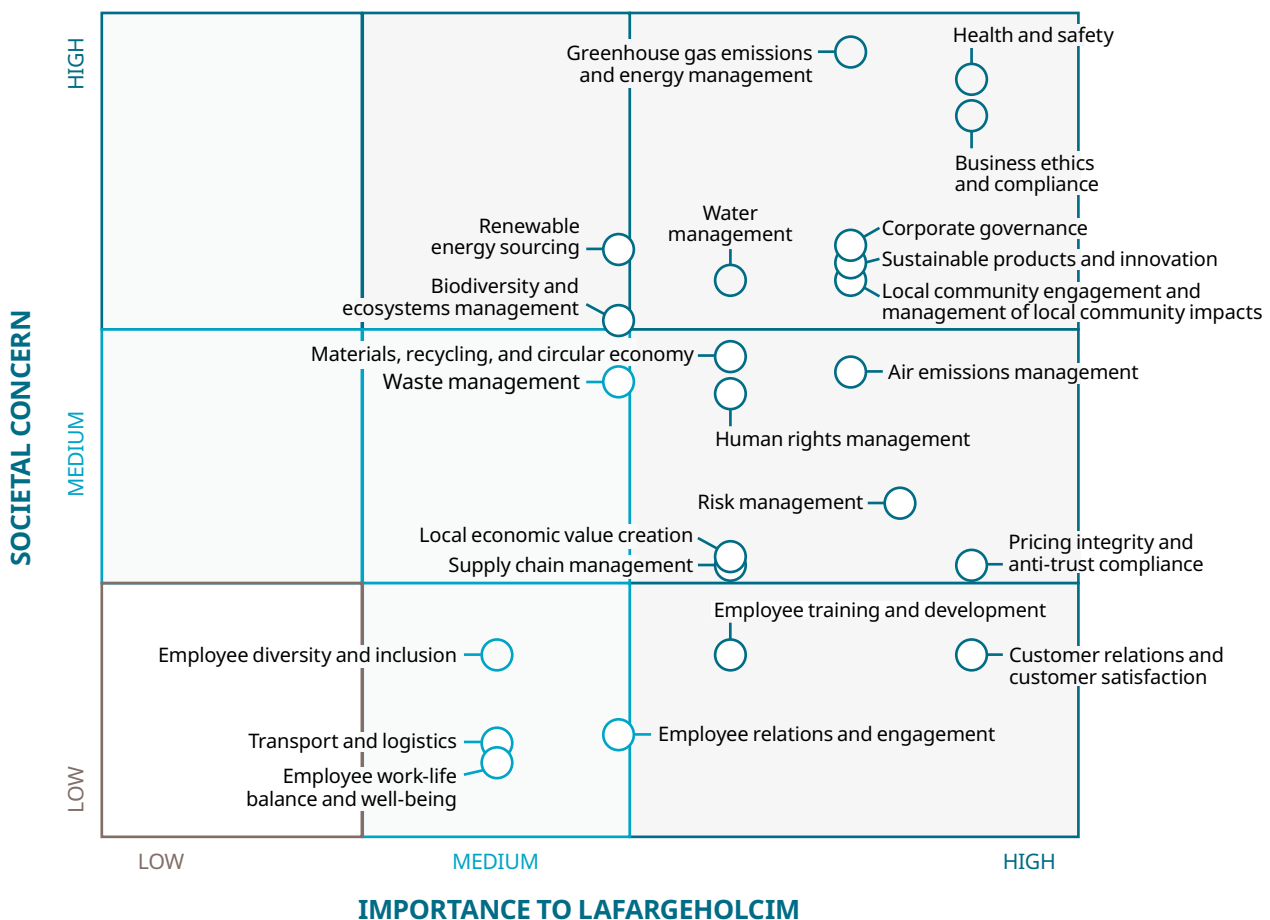 HIGH
Health and safety
Greenhouse gas emissions
and energy management
Business ethics
and compliance
Water
management
Renewable
energy sourcing
Corporate governance
Sustainable products and innovation
Biodiversity and
ecosystems management
Local community engagement and
management of local community impacts
SOCIETAL CONCERN
MEDIUM
Materials, recycling, and circular economy
Waste management
Air emissions management
Human rights management
Risk management
Local economic value creation
Supply chain management
Pricing integrity and
anti-trust compliance
LOW
Employee training and development
Employee diversity and inclusion
Customer relations and
customer satisfaction
Transport and logistics
Employee relations and engagement
Employee work-life
balance and well-being
LOW
MEDIUM
HIGH
IMPORTANCE TO LAFARGEHOLCIM